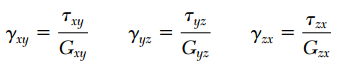 γxy = τxy / Gxy    γyz = τyz / Gyz    γzx = τzx / Gzx